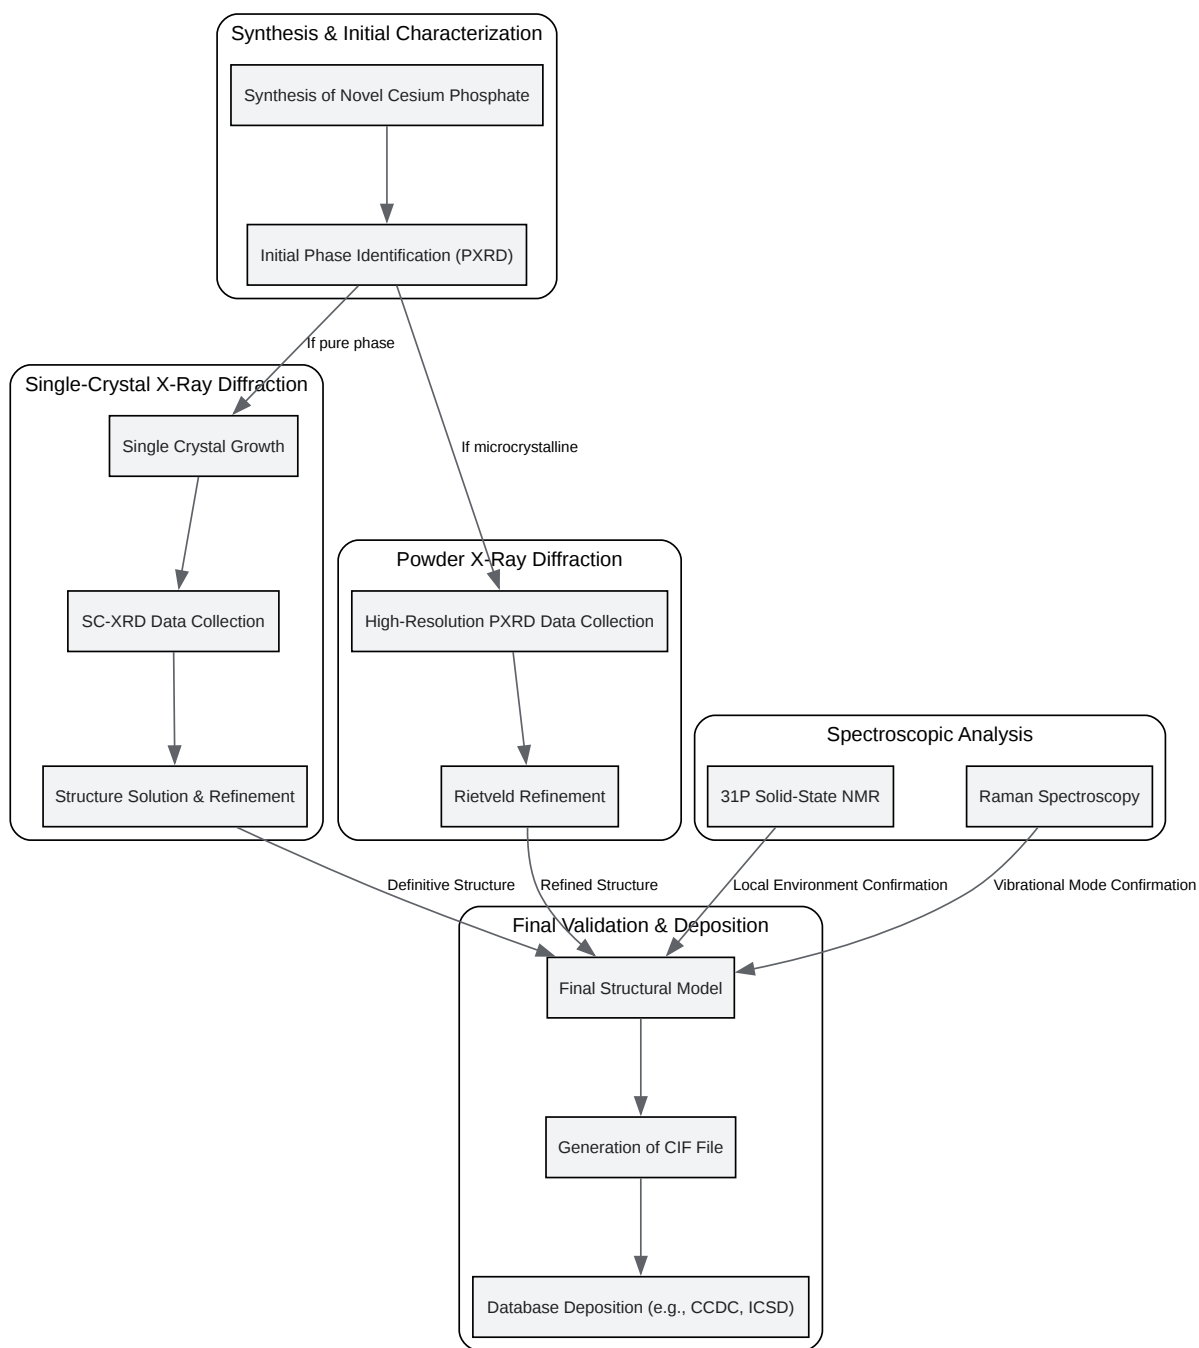 Synthesis & Initial Characterization
Synthesis of Novel Cesium Phosphate
Initial Phase Identification (PXRD)
If pure phase
Single-Crystal X-Ray Diffraction
Single Crystal Growth
If microcrystalline
Powder X-Ray Diffraction
SC-XRD Data Collection
High-Resolution PXRD Data Collection
Spectroscopic Analysis
Structure Solution & Refinement
Rietveld Refinement
31P Solid-State NMR
Raman Spectroscopy
Definitive Structure
Refined Structure
Local Environment Confirmation
Vibrational Mode Confirmation
Final Validation & Deposition
Final Structural Model
Generation of CIF File
Database Deposition (e.g., CCDC, ICSD)